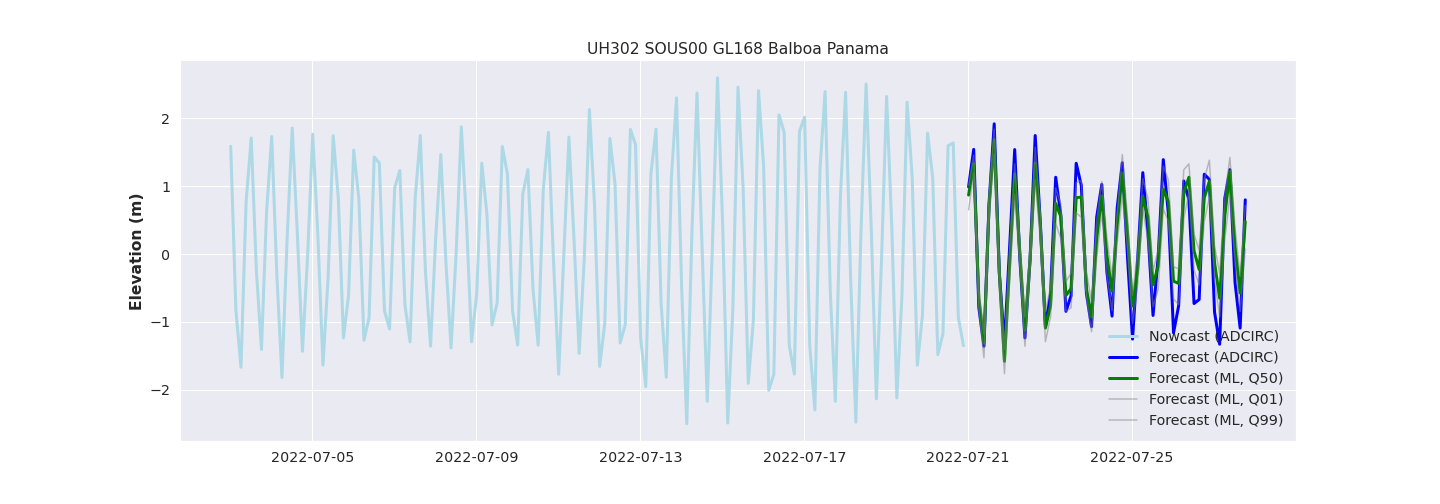 UH302 SOUS00 GL168 Balboa Panama
Elevation (m)
2
1
0
−1
−2
2022-07-05
2022-07-09
2022-07-13
2022-07-17
2022-07-21
2022-07-25
Nowcast (ADCIRC)
Forecast (ADCIRC)
Forecast (ML, Q50)
Forecast (ML, Q01)
Forecast (ML, Q99)